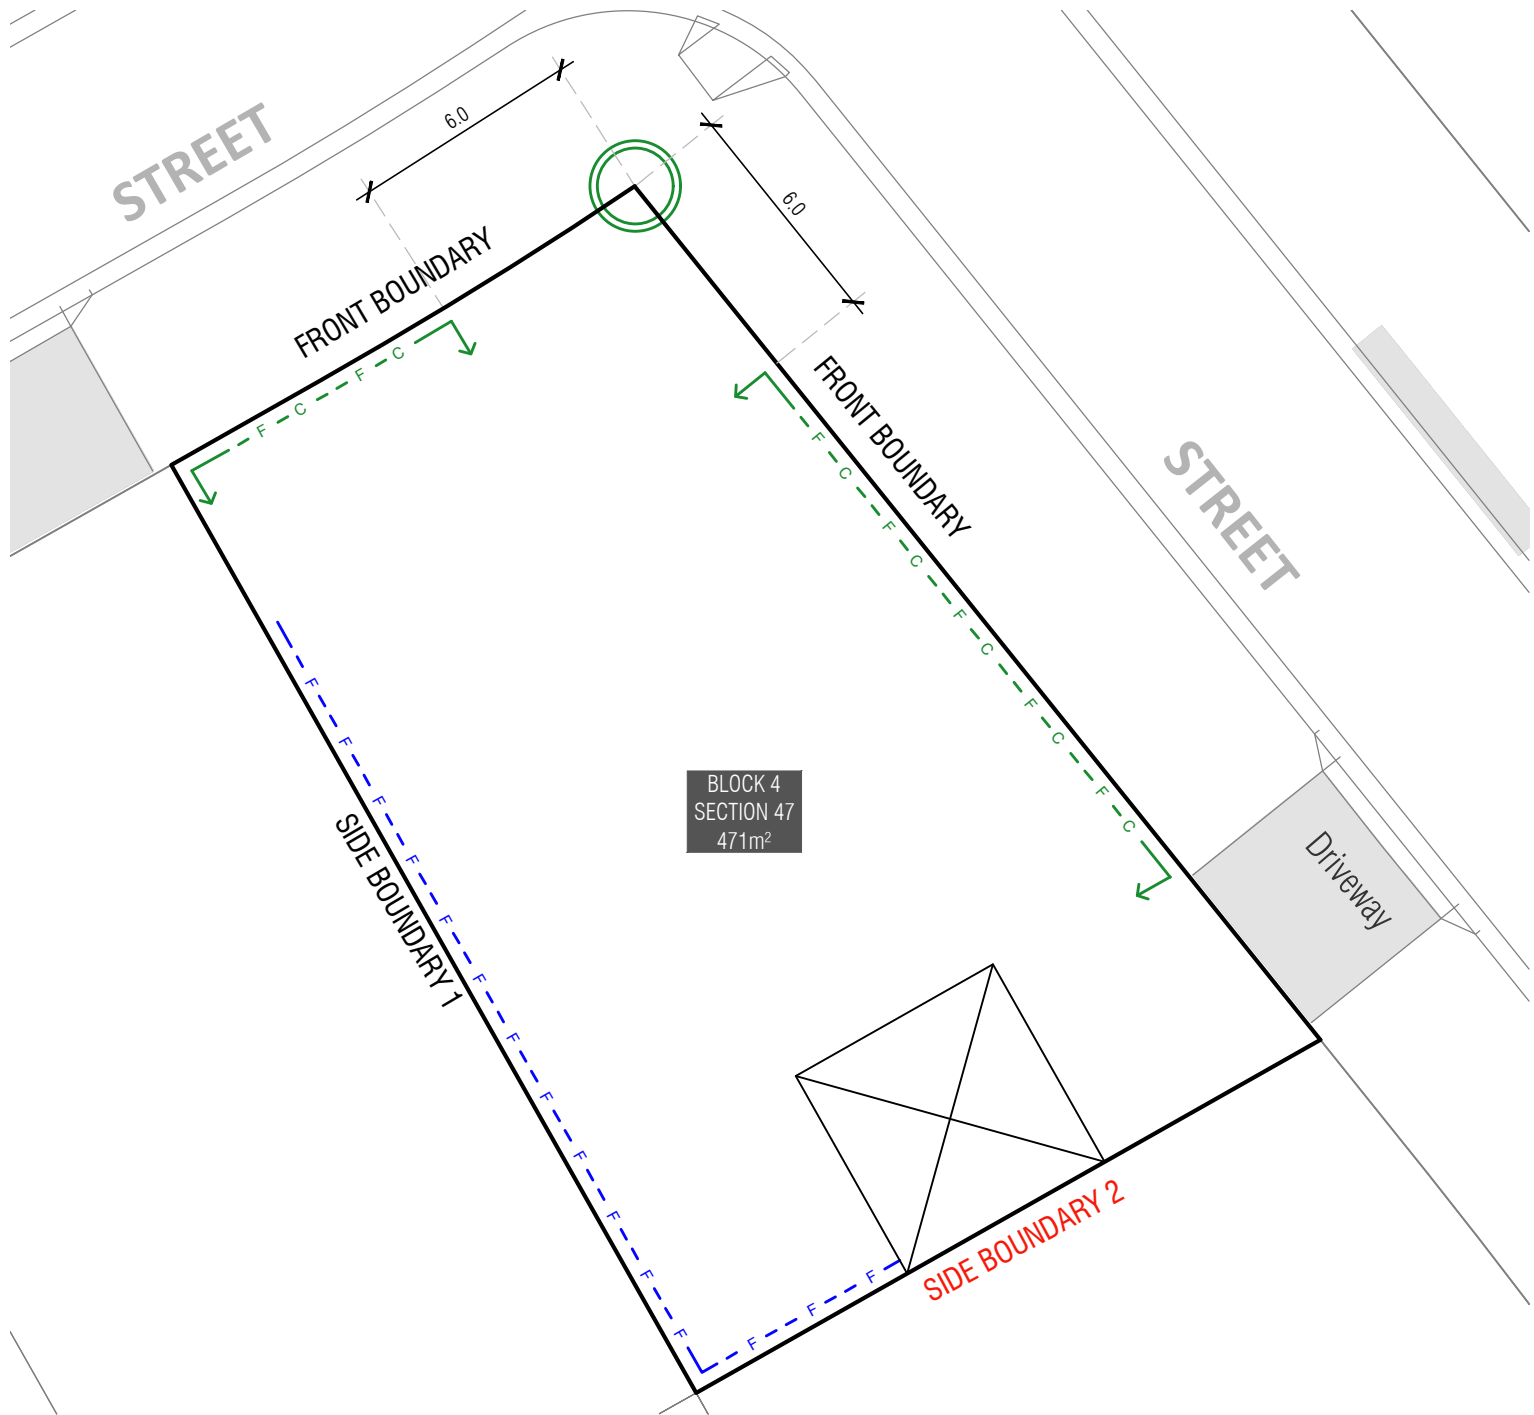 STREET
6.0
6.0
FRONT BOUNDARY
F C F C
FRONT BOUNDARY
F C F C F C F C F C
STREET
BLOCK 4
SECTION 47
471m²
Driveway
SIDE BOUNDARY 1
F F F F F F F F F F F F
F F F
SIDE BOUNDARY 2